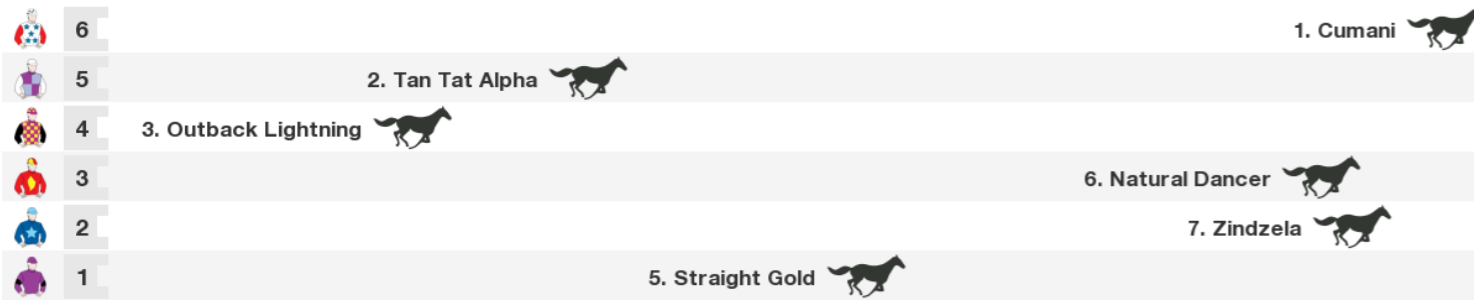 6 1. Cumani
5 2. Tan Tat Alpha
4 3. Outback Lightning
3 6. Natural Dancer
2 7. Zindzela
1 5. Straight Gold